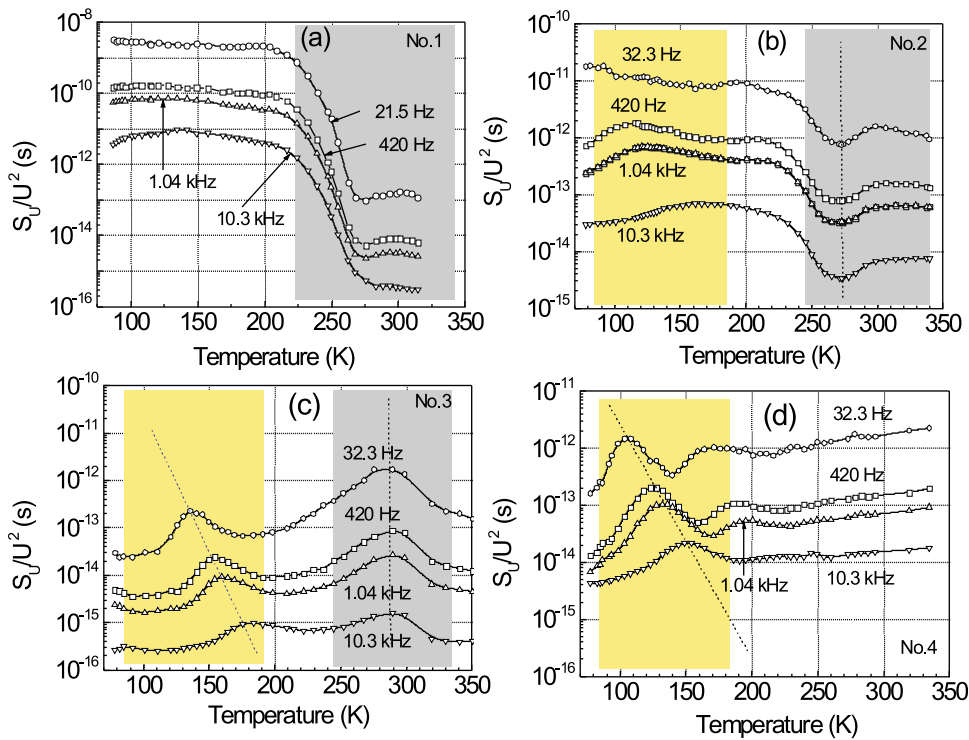 (a)
No.1
S_U/U² (s)
10⁻⁸
10⁻¹⁰
10⁻¹²
10⁻¹⁴
10⁻¹⁶
21.5 Hz
420 Hz
1.04 kHz
10.3 kHz
100 150 200 250 300 350
Temperature (K)
(b)
No.2
S_U/U² (s)
10⁻¹⁰
10⁻¹¹
10⁻¹²
10⁻¹³
10⁻¹⁴
10⁻¹⁵
32.3 Hz
420 Hz
1.04 kHz
10.3 kHz
100 150 200 250 300 350
Temperature (K)
(c)
No.3
S_U/U² (s)
10⁻¹⁰
10⁻¹¹
10⁻¹²
10⁻¹³
10⁻¹⁴
10⁻¹⁵
10⁻¹⁶
32.3 Hz
420 Hz
1.04 kHz
10.3 kHz
100 150 200 250 300 350
Temperature (K)
(d)
S_U/U² (s)
10⁻¹¹
10⁻¹²
10⁻¹³
10⁻¹⁴
10⁻¹⁵
10⁻¹⁶
32.3 Hz
420 Hz
1.04 kHz
10.3 kHz
No.4
100 150 200 250 300 350
Temperature (K)